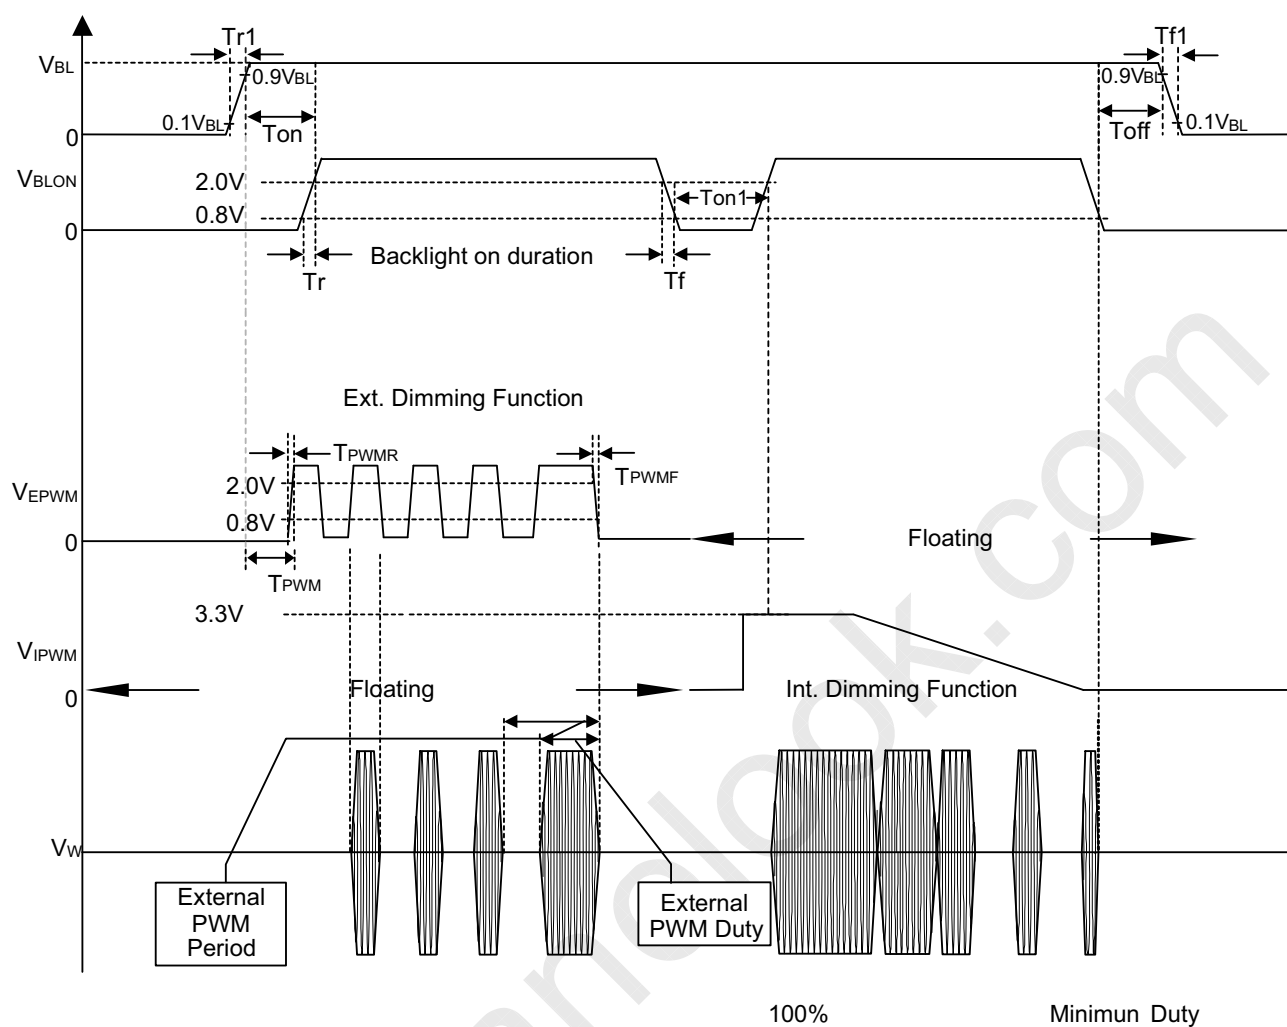 Tr1
Tf1
VBL
0.9VBL
0.9VBL
0.1VBL
Ton
Toff
0.1VBL
0
VBLON
2.0V
Ton1
0.8V
0
Backlight on duration
Tr
Tf
Ext. Dimming Function
TPWMR
TPWMF
2.0V
VEPWM
0.8V
0
Floating
TPWM
3.3V
VIPWM
0
Floating
Int. Dimming Function
VW
External
PWM
Period
External
PWM Duty
100%
Minimun Duty